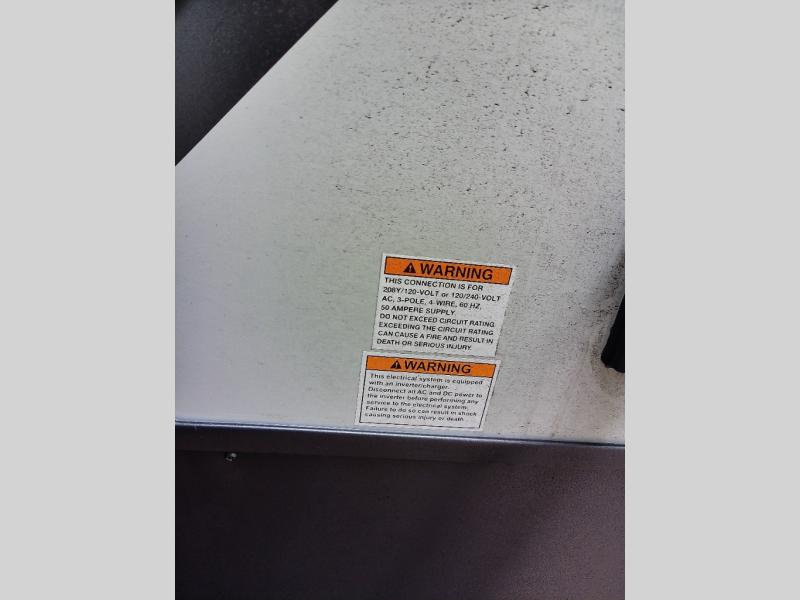 WARNING
THIS CONNECTION IS FOR
208Y/120-VOLT or 120/240-VOLT
AC, 3-POLE, 4-WIRE, 60 HZ,
50 AMPERE SUPPLY.
DO NOT EXCEED CIRCUIT RATING.
EXCEEDING THE CIRCUIT RATING
CAN CAUSE A FIRE AND RESULT IN
DEATH OR SERIOUS INJURY.
WARNING
This electrical system is equipped
with an inverter/charger.
Disconnect all AC and DC power to
the inverter before performing any
service to the electrical system.
Failure to do so can result in shock
causing serious injury or death.